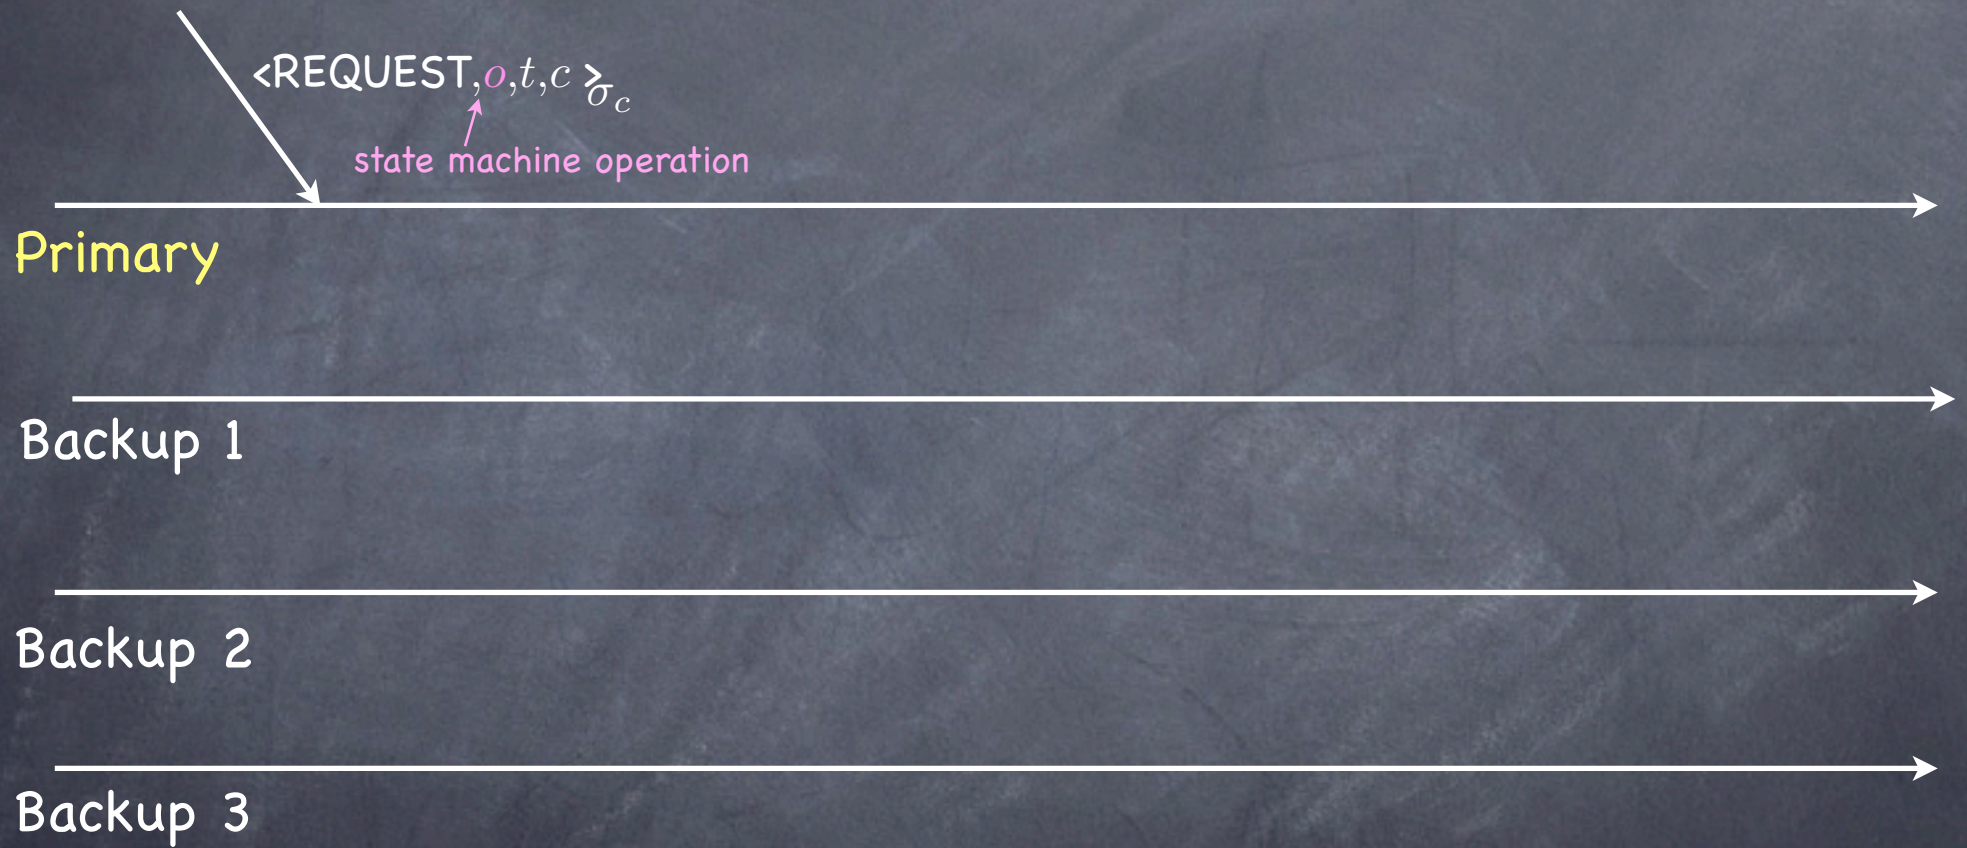 <REQUEST,o,t,c>σc
state machine operation
Primary
Backup 1
Backup 2
Backup 3